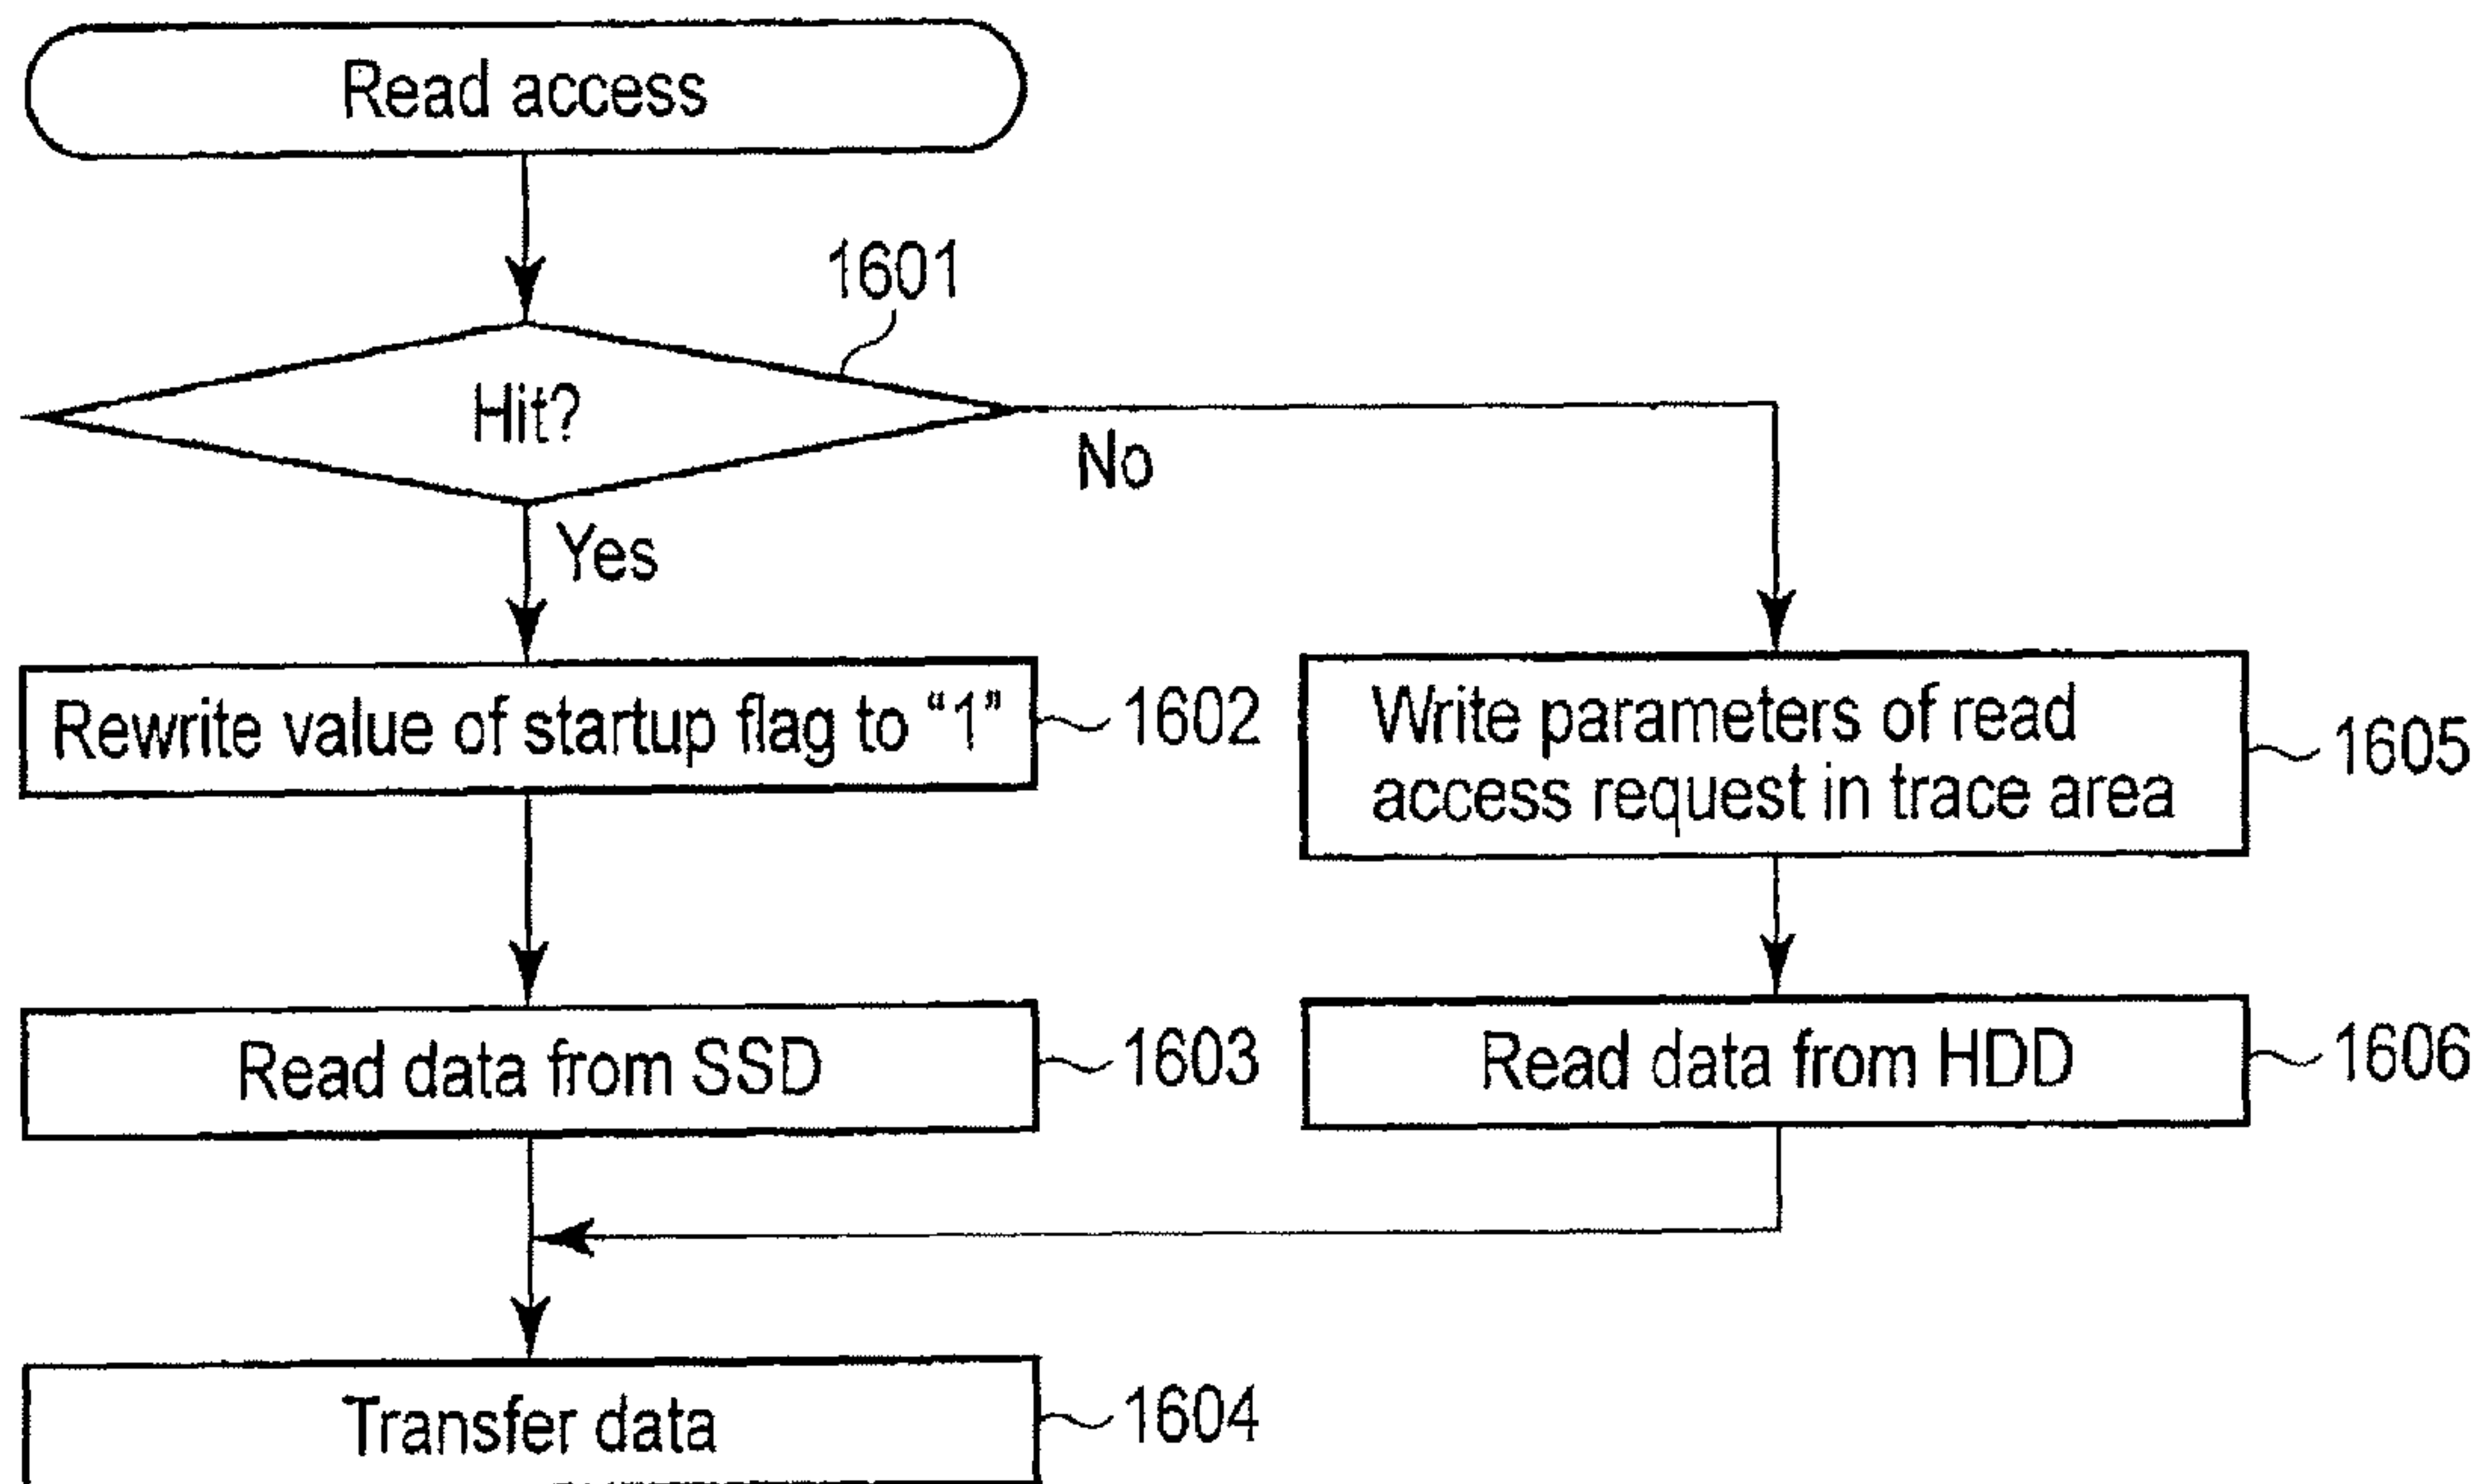 Read access
1601
Hit?
No
Yes
Rewrite value of startup flag to “1”
1602
Write parameters of read
access request in trace area
1605
Read data from SSD
1603
Read data from HDD
1606
Transfer data
1604